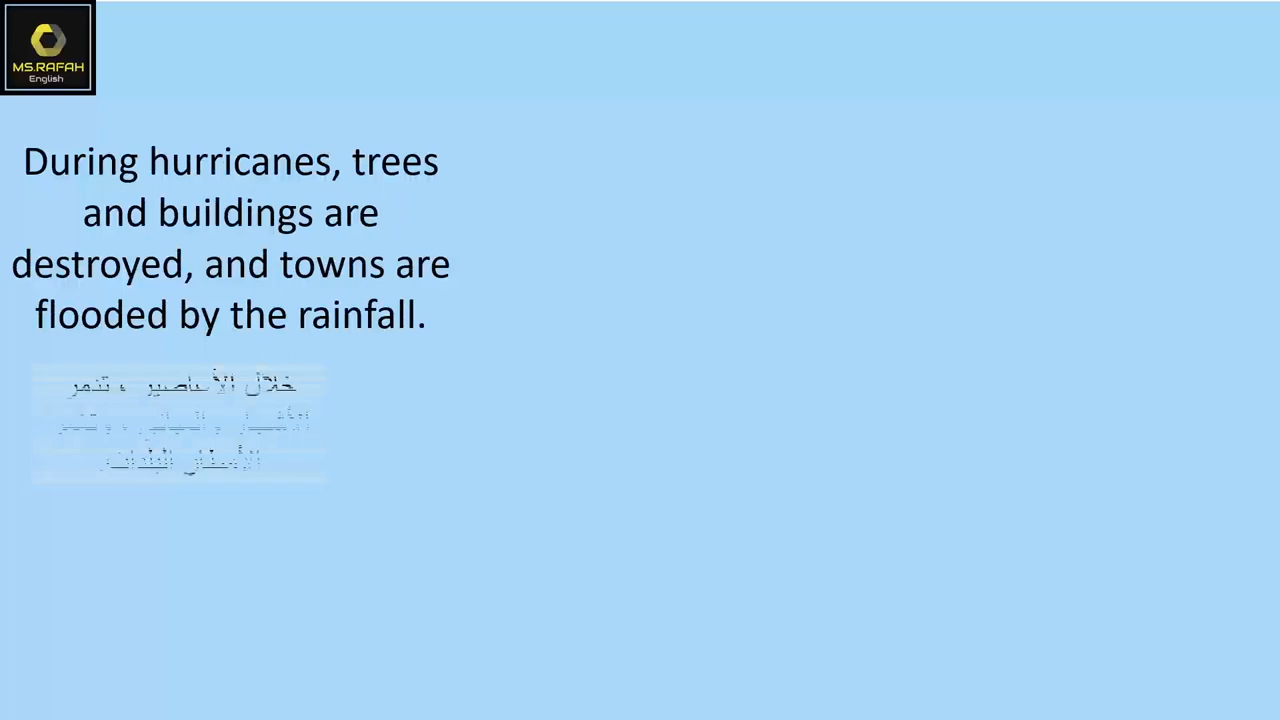 MS.RAFAH
English
During hurricanes, trees
and buildings are
destroyed, and towns are
flooded by the rainfall.
خلال الأعاصير ، تدمر